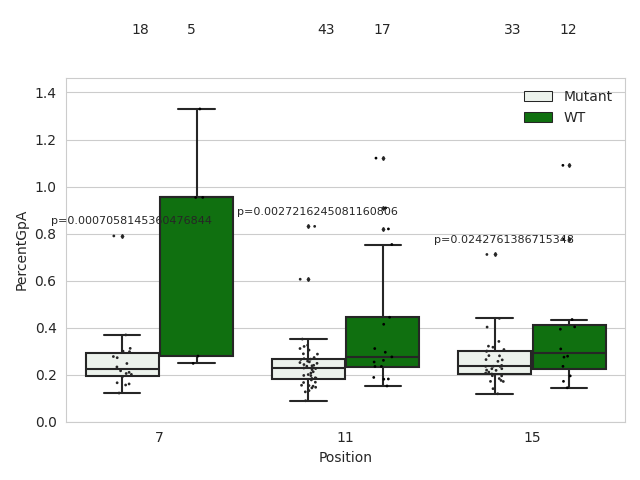 18 5 43 17 33 12
1.4
Mutant
WT
1.2
1.0
p=0.0007058145360476844
p=0.0027216245081160806
p=0.0242761386715348
0.8
0.6
0.4
0.2
0.0
PercentGpA
7 11 15
Position